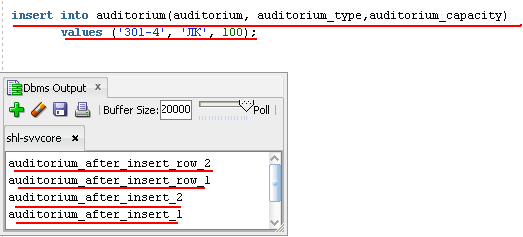 insert into auditorium(auditorium, auditorium_type,auditorium_capacity)
values ('301-4', 'ЛК', 100);
Dbms Output x
Buffer Size: 20000 Poll
shl-svvcore x
auditorium_after_insert_row_2
auditorium_after_insert_row_1
auditorium_after_insert_2
auditorium_after_insert_1